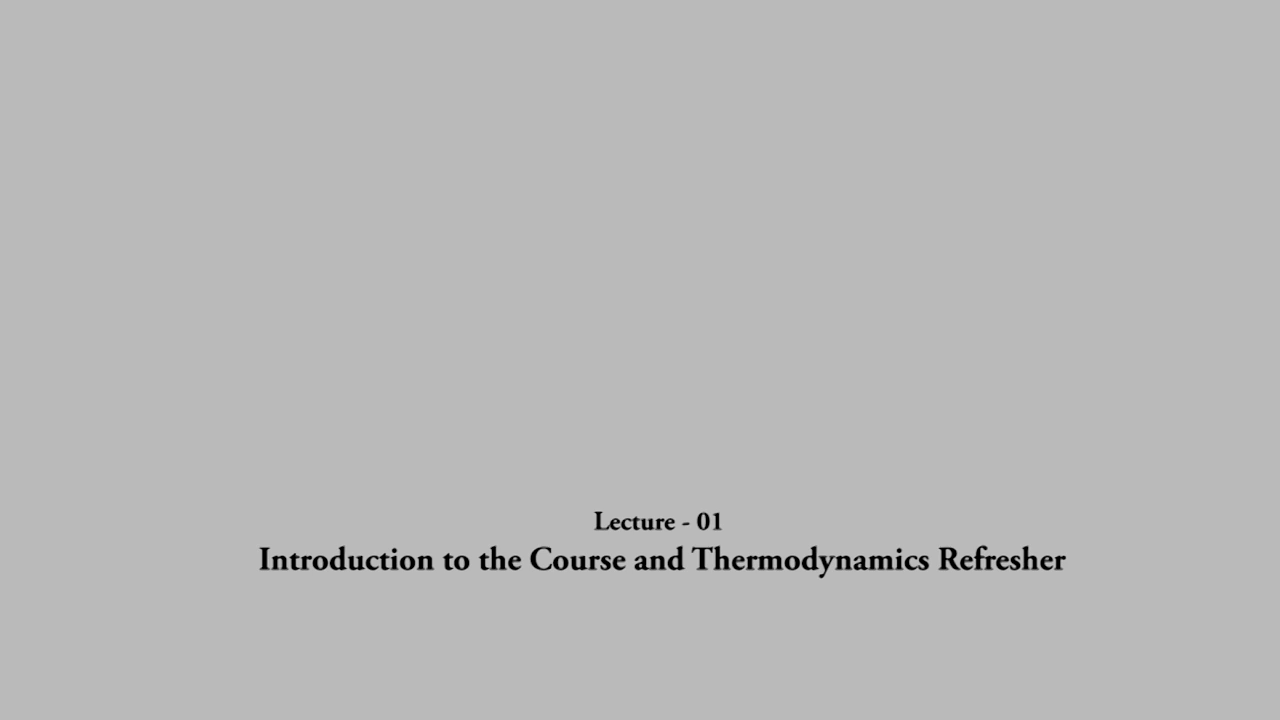 Lecture - 01
Introduction to the Course and Thermodynamics Refresher